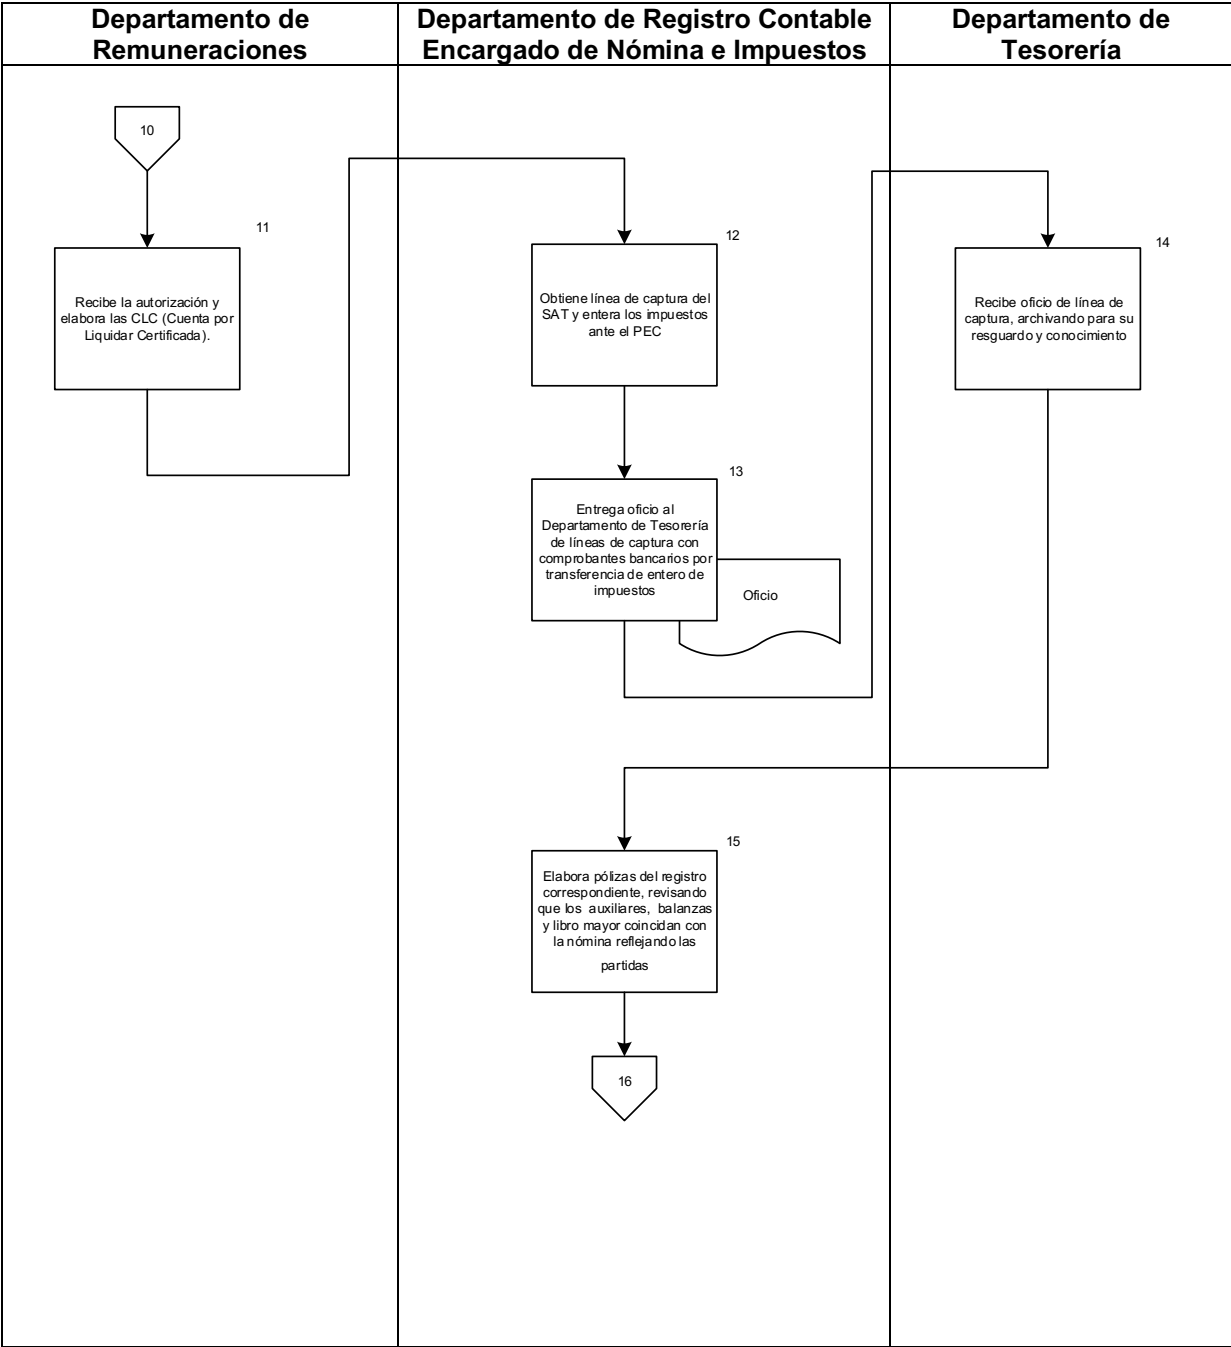 Departamento de
Remuneraciones
Departamento de Registro Contable
Encargado de Nómina e Impuestos
Departamento de
Tesorería
10
11
Recibe la autorización y
elabora las CLC (Cuenta por
Liquidar Certificada).
12
Obtiene línea de captura del
SAT y entera los impuestos
ante el PEC
13
Entrega oficio al
Departamento de Tesorería
de líneas de captura con
comprobantes bancarios por
transferencia de entero de
impuestos
Oficio
14
Recibe oficio de línea de
captura, archivando para su
resguardo y conocimiento
15
Elabora pólizas del registro
correspondiente, revisando
que los auxiliares, balanzas
y libro mayor coincidan con
la nómina reflejando las
partidas
16